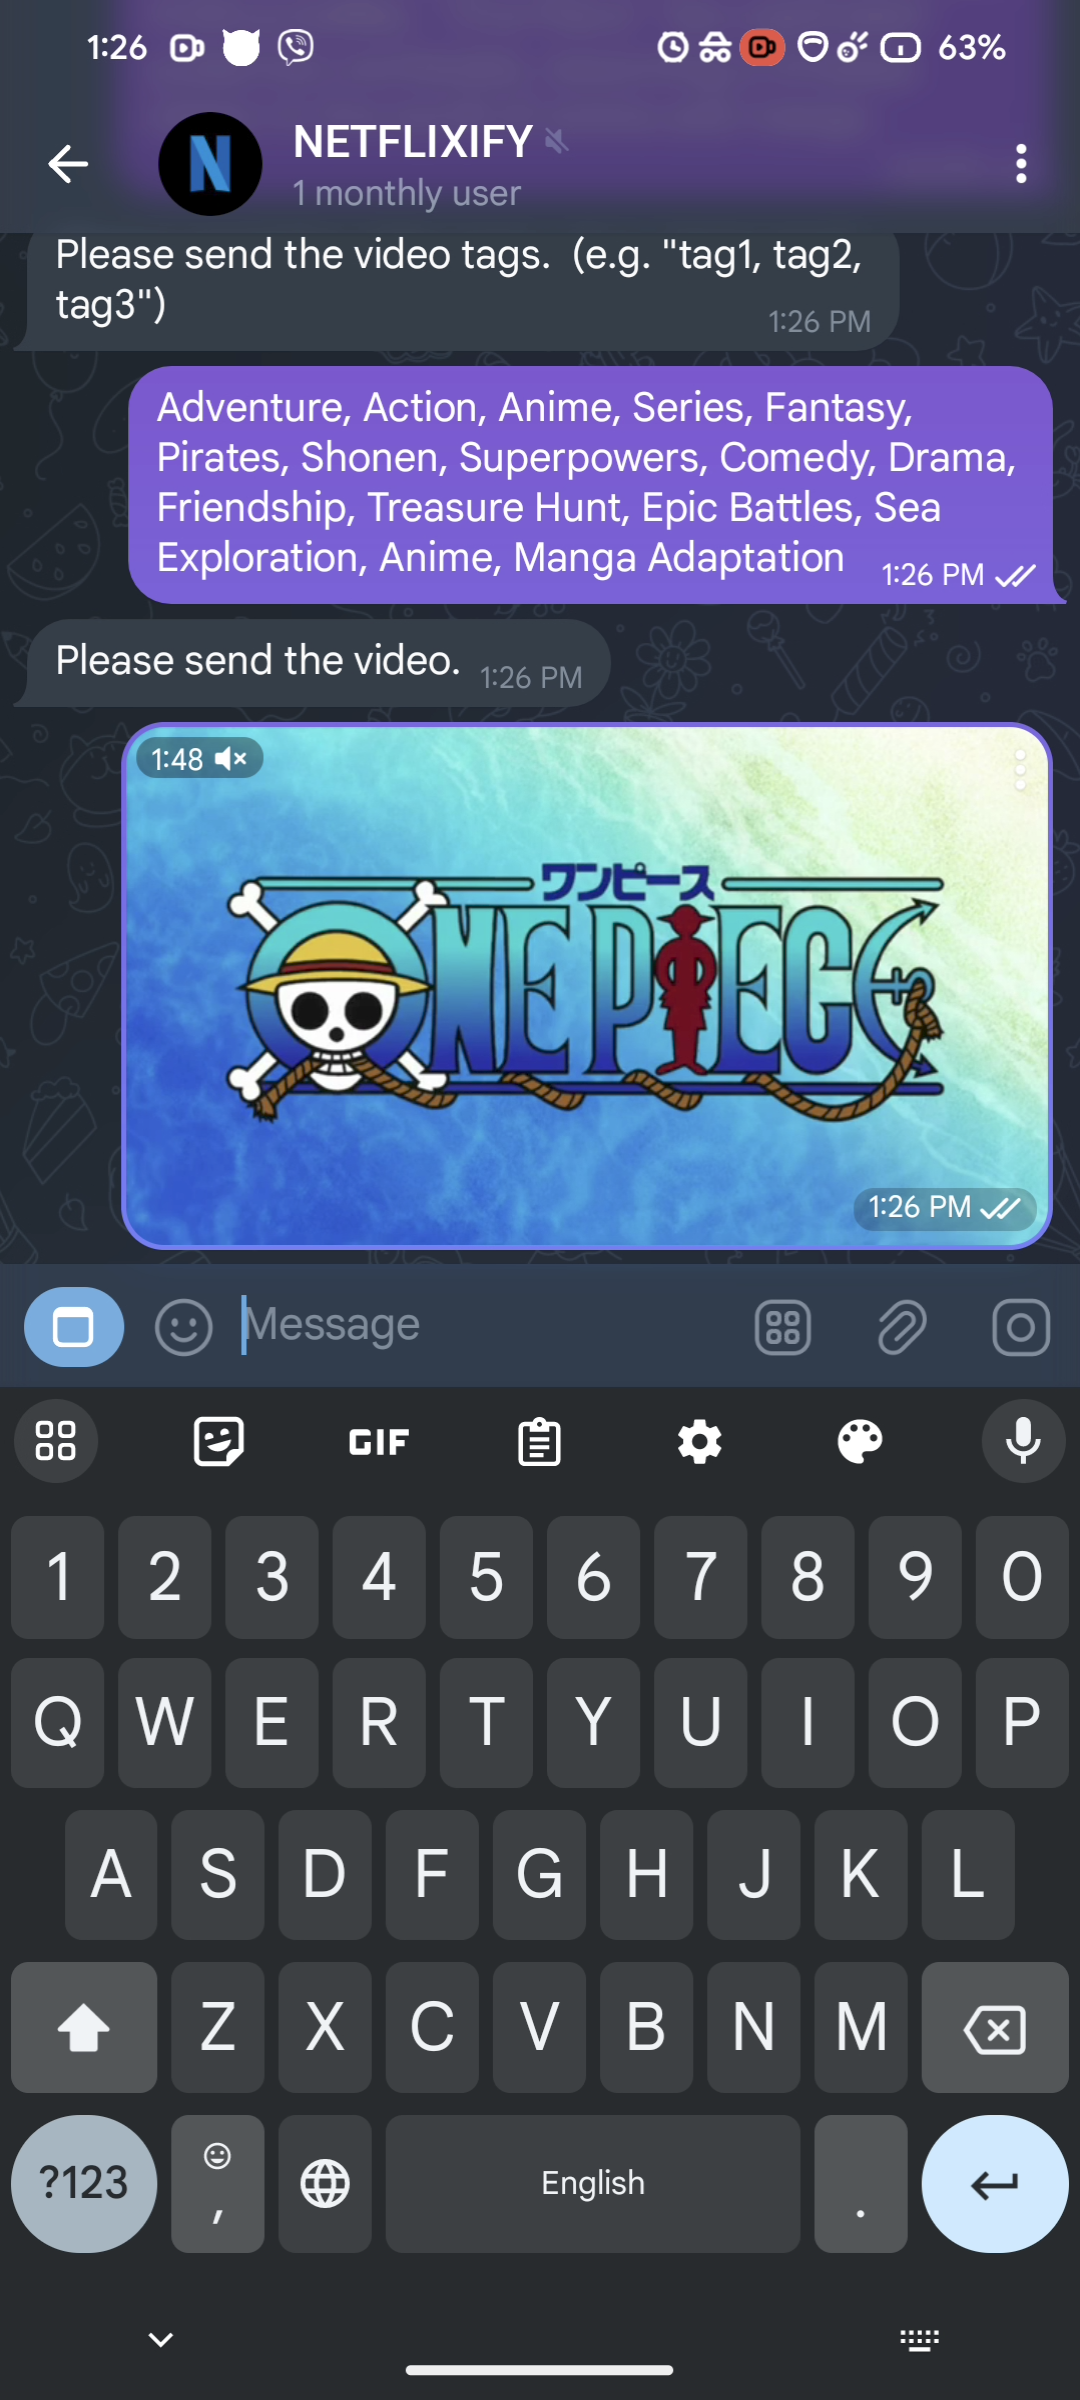 1:26
63%
N
NETFLIXIFY
1 monthly user
Please send the video tags.  (e.g. "tag1, tag2,
tag3")
1:26 PM
Adventure, Action, Anime, Series, Fantasy,
Pirates, Shonen, Superpowers, Comedy, Drama,
Friendship, Treasure Hunt, Epic Battles, Sea
Exploration, Anime, Manga Adaptation
1:26 PM
Please send the video.
1:26 PM
1:48
ワンピース
ONE PIECE
1:26 PM
Message
GIF
1 2 3 4 5 6 7 8 9 0
Q W E R T Y U I O P
A S D F G H J K L
Z X C V B N M
?123 , English .